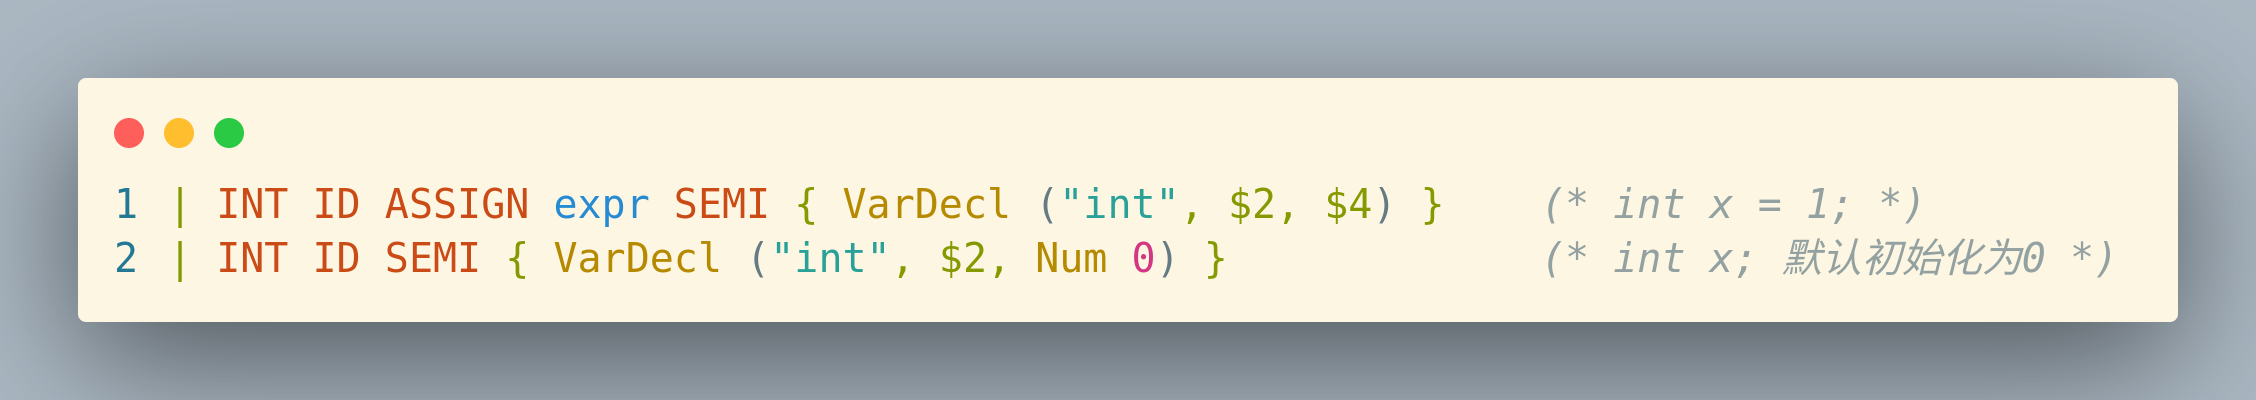 1 | INT ID ASSIGN expr SEMI { VarDecl ("int", $2, $4) }    (* int x = 1; *)
2 | INT ID SEMI { VarDecl ("int", $2, Num 0) }             (* int x; 默认初始化为0 *)